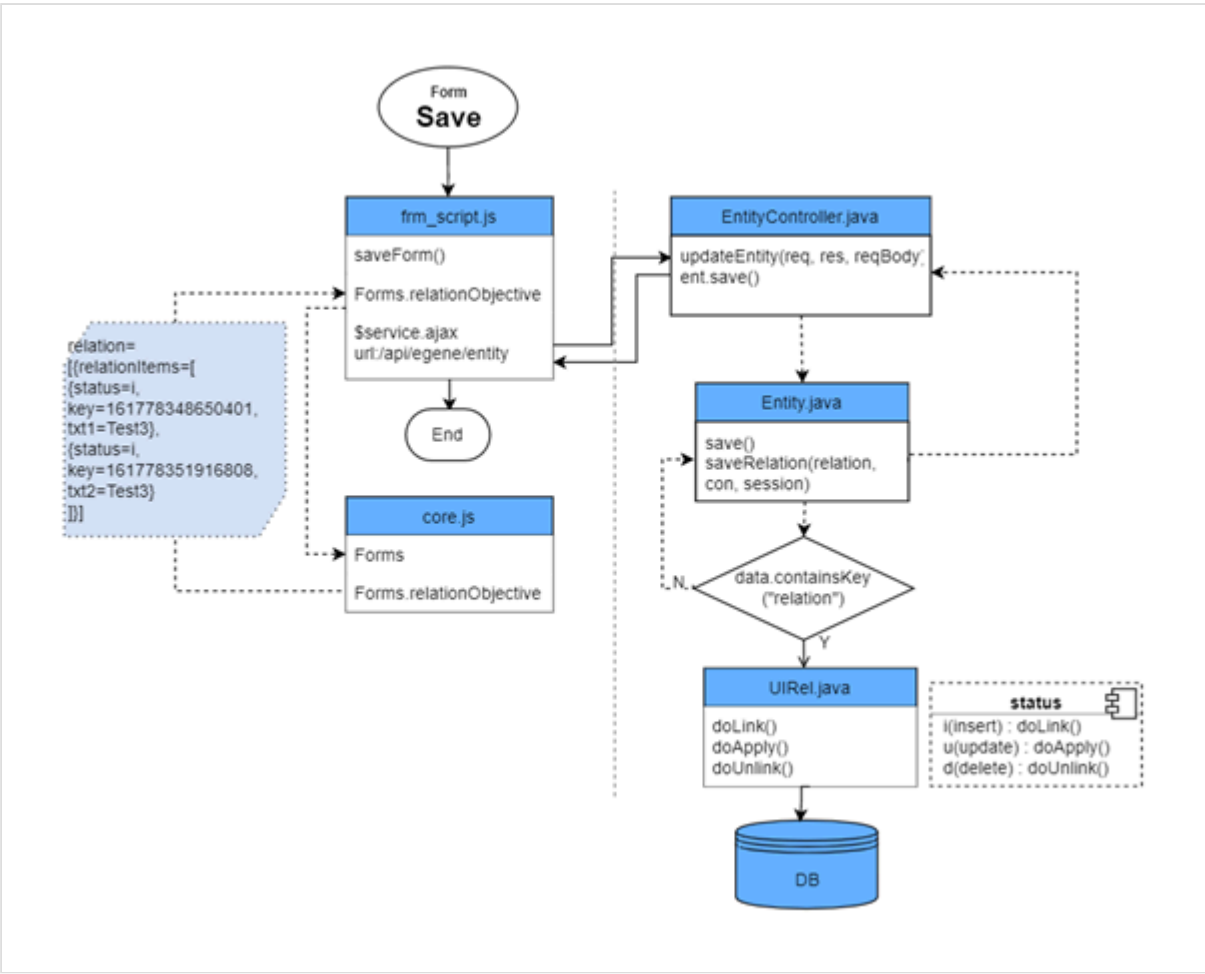 Form
Save
frm_script.js
saveForm()
Forms.relationObjective
$service.ajax
url:/api/egene/entity
End
relation=
[{relationItems=[
{status=i,
key=161778348650401,
txt1=Test3},
{status=i,
key=161778351916808,
txt2=Test3}
]}]
core.js
Forms
Forms.relationObjective
EntityController.java
updateEntity(req, res, reqBody)
ent.save()
Entity.java
save()
saveRelation(relation,
con, session)
N
data.containsKey
("relation")
Y
UIRel.java
doLink()
doApply()
doUnlink()
status
i(insert) : doLink()
u(update) : doApply()
d(delete) : doUnlink()
DB